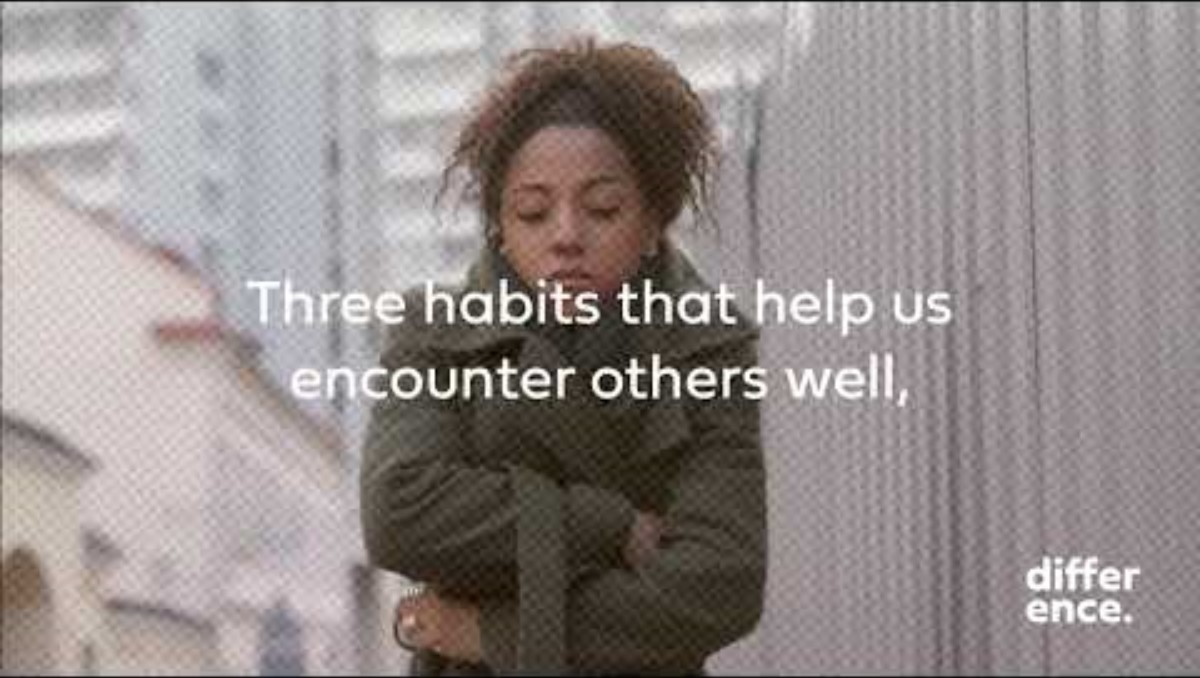 Three habits that help us
encounter others well,
differ
ence.